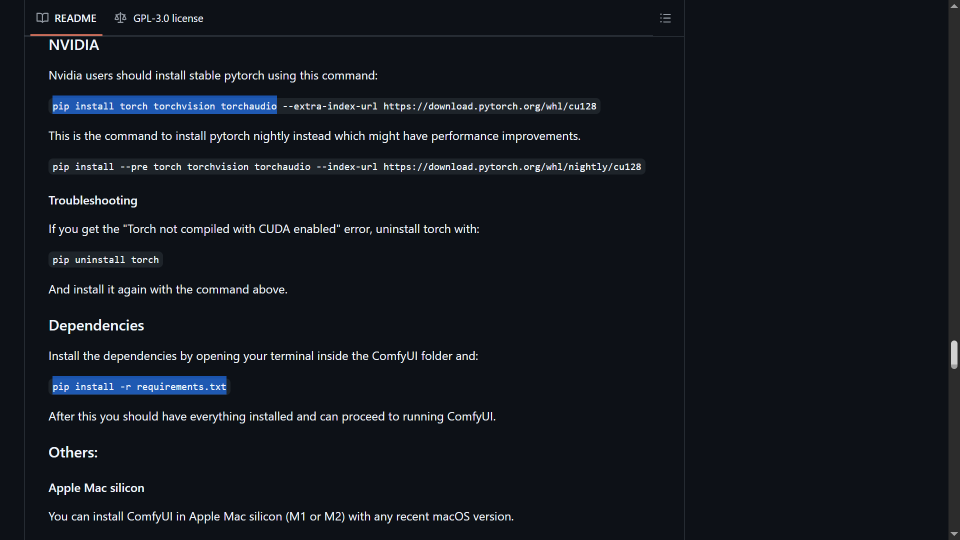 README GPL-3.0 license
NVIDIA
Nvidia users should install stable pytorch using this command:
pip install torch torchvision torchaudio --extra-index-url https://download.pytorch.org/whl/cu128
This is the command to install pytorch nightly instead which might have performance improvements.
pip install --pre torch torchvision torchaudio --index-url https://download.pytorch.org/whl/nightly/cu128
Troubleshooting
If you get the "Torch not compiled with CUDA enabled" error, uninstall torch with:
pip uninstall torch
And install it again with the command above.
Dependencies
Install the dependencies by opening your terminal inside the ComfyUI folder and:
pip install -r requirements.txt
After this you should have everything installed and can proceed to running ComfyUI.
Others:
Apple Mac silicon
You can install ComfyUI in Apple Mac silicon (M1 or M2) with any recent macOS version.